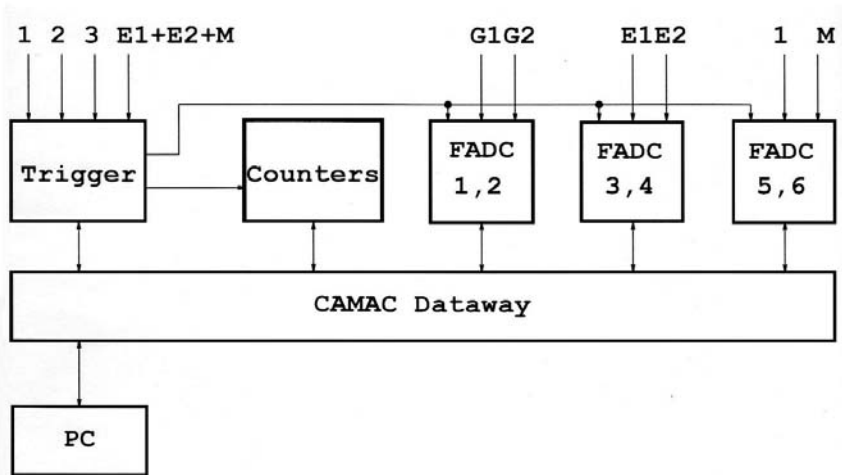 1 2 3 E1+E2+M G1G2 E1E2 1 M
Trigger
Counters
FADC
1,2
FADC
3,4
FADC
5,6
CAMAC Dataway
PC